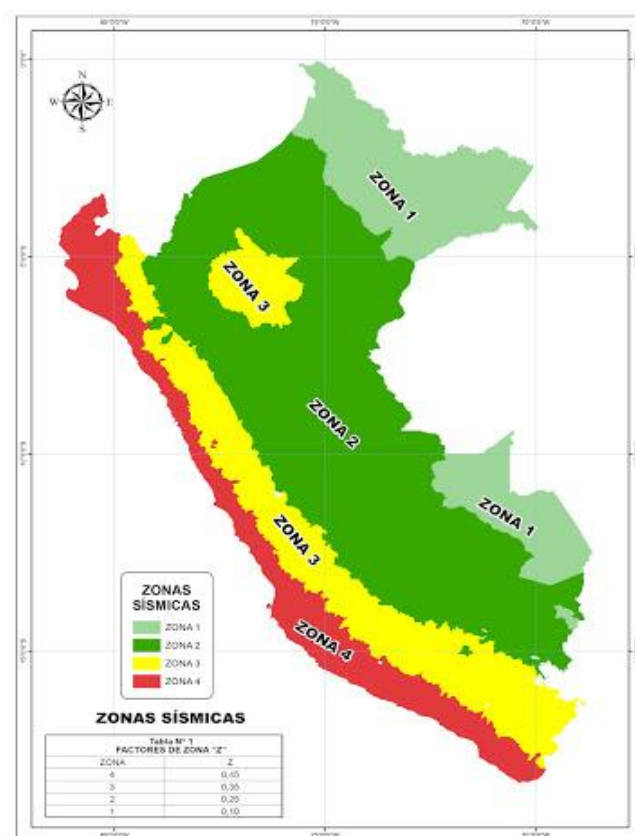 N
W E
S
ZONA 1
ZONA 3
ZONA 2
ZONA 1
ZONA 3
ZONA 4
ZONAS
SÍSMICAS
ZONA 1
ZONA 2
ZONA 3
ZONA 4
ZONAS SÍSMICAS
Tabla N° 1
FACTORES DE ZONA "Z"
ZONA Z
4 0,45
3 0,35
2 0,25
1 0,10